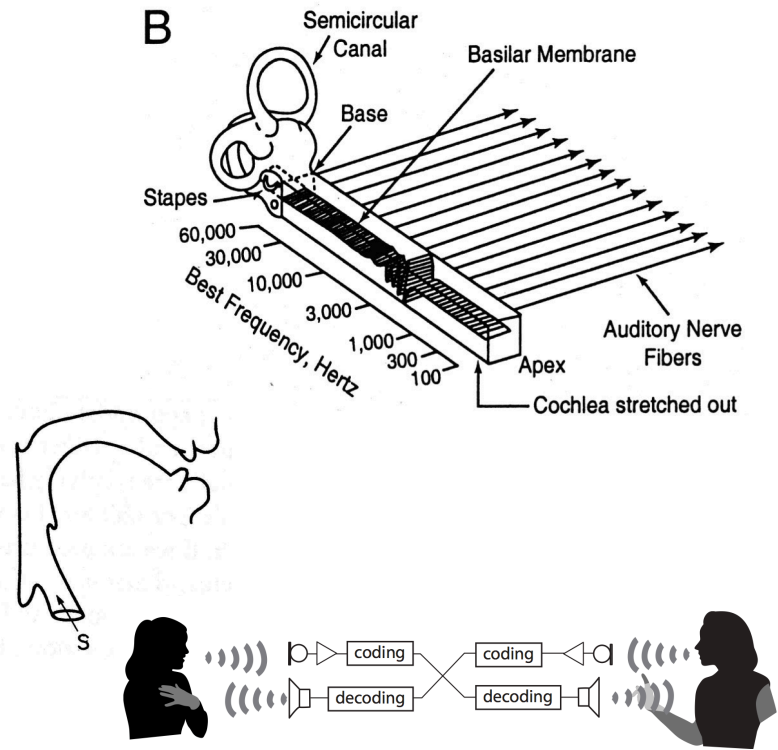 B
Semicircular
Canal
Basilar Membrane
Base
Stapes
60,000
30,000
10,000
3,000
1,000
300
100
Best Frequency, Hertz
Auditory Nerve
Fibers
Apex
Cochlea stretched out
S
coding
coding
decoding
decoding